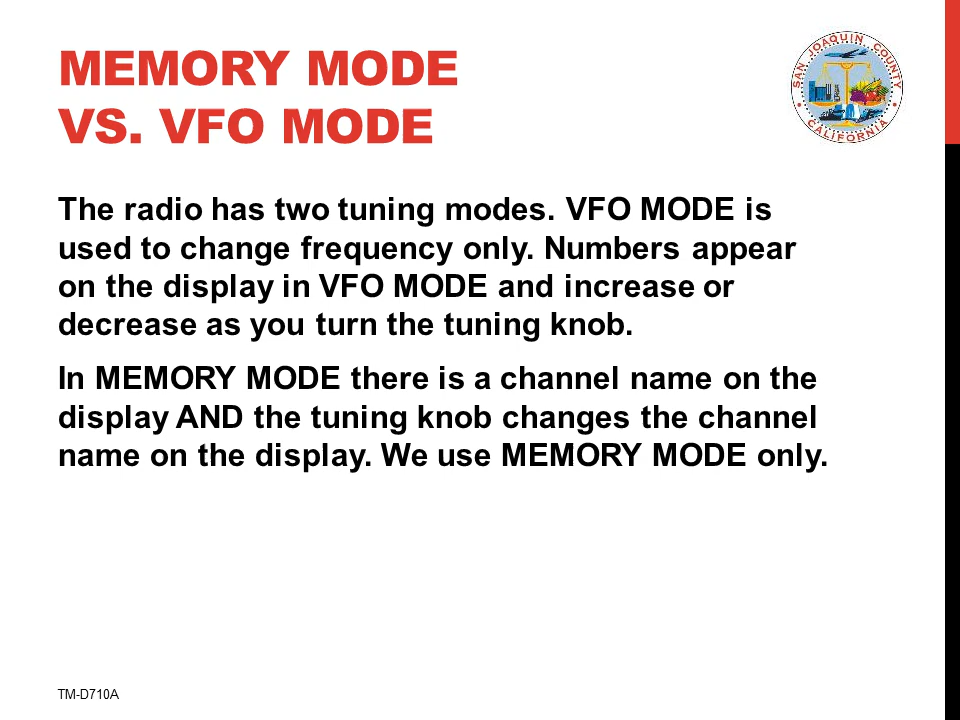 MEMORY MODE
VS. VFO MODE
SAN JOAQUIN COUNTY
CALIFORNIA
The radio has two tuning modes. VFO MODE is
used to change frequency only. Numbers appear
on the display in VFO MODE and increase or
decrease as you turn the tuning knob.
In MEMORY MODE there is a channel name on the
display AND the tuning knob changes the channel
name on the display. We use MEMORY MODE only.
TM-D710A